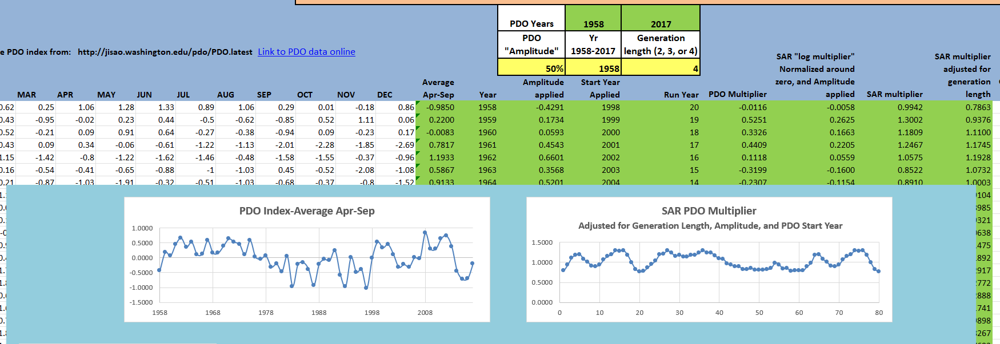 PDO Years 1958 2017
PDO "Amplitude" Yr 1958-2017 Generation length (2, 3, or 4)
50% 1958 4
e PDO index from: http://jisao.washington.edu/pdo/PDO.latest Link to PDO data online
MAR APR MAY JUN JUL AUG SEP OCT NOV DEC Average Apr-Sep Year Amplitude applied Start Year Applied Run Year PDO Multiplier SAR "log multiplier" Normalized around zero, and Amplitude applied SAR multiplier SAR multiplier adjusted for generation length
0.62 0.25 1.06 1.28 1.33 0.89 1.06 0.29 0.01 -0.18 0.86 -0.9850 1958 -0.4291 1998 20 -0.0116 -0.0058 0.9942 0.7863
0.43 -0.95 -0.02 0.23 0.44 -0.5 -0.62 -0.85 0.52 1.11 0.06 0.2200 1959 0.1734 1999 19 0.5251 0.2625 1.3002 0.9376
0.52 -0.21 0.09 0.91 0.64 -0.27 -0.38 -0.94 0.09 -0.23 0.17 -0.0083 1960 0.0593 2000 18 0.3326 0.1663 1.1809 1.1100
0.43 0.09 0.34 -0.06 -0.61 -1.22 -1.13 -2.01 -2.28 -1.85 -2.69 0.7817 1961 0.4543 2001 17 0.4409 0.2205 1.2467 1.1745
1.15 -1.42 -0.8 -1.22 -1.62 -1.46 -0.48 -1.58 -1.55 -0.37 -0.96 1.1933 1962 0.6601 2002 16 0.1118 0.0559 1.0575 1.1928
0.16 -0.54 -0.41 -0.65 -0.88 -1 -1.03 0.45 -0.52 -2.08 -1.08 0.5867 1963 0.3568 2003 15 -0.3199 -0.1600 0.8522 1.0732
0.21 -0.87 -1.03 -1.91 -0.32 -0.51 -1.03 -0.68 -0.37 -0.8 -1.52 0.9133 1964 0.5201 2004 14 -0.2307 -0.1154 0.8910 1.0003
PDO Index-Average Apr-Sep
1.0000
0.5000
0.0000
-0.5000
-1.0000
-1.5000
1958 1968 1978 1988 1998 2008
SAR PDO Multiplier
Adjusted for Generation Length, Amplitude, and PDO Start Year
1.5000
1.0000
0.5000
0.0000
0 10 20 30 40 50 60 70 80
104
985
321
638
475
892
917
772
888
741
898
267